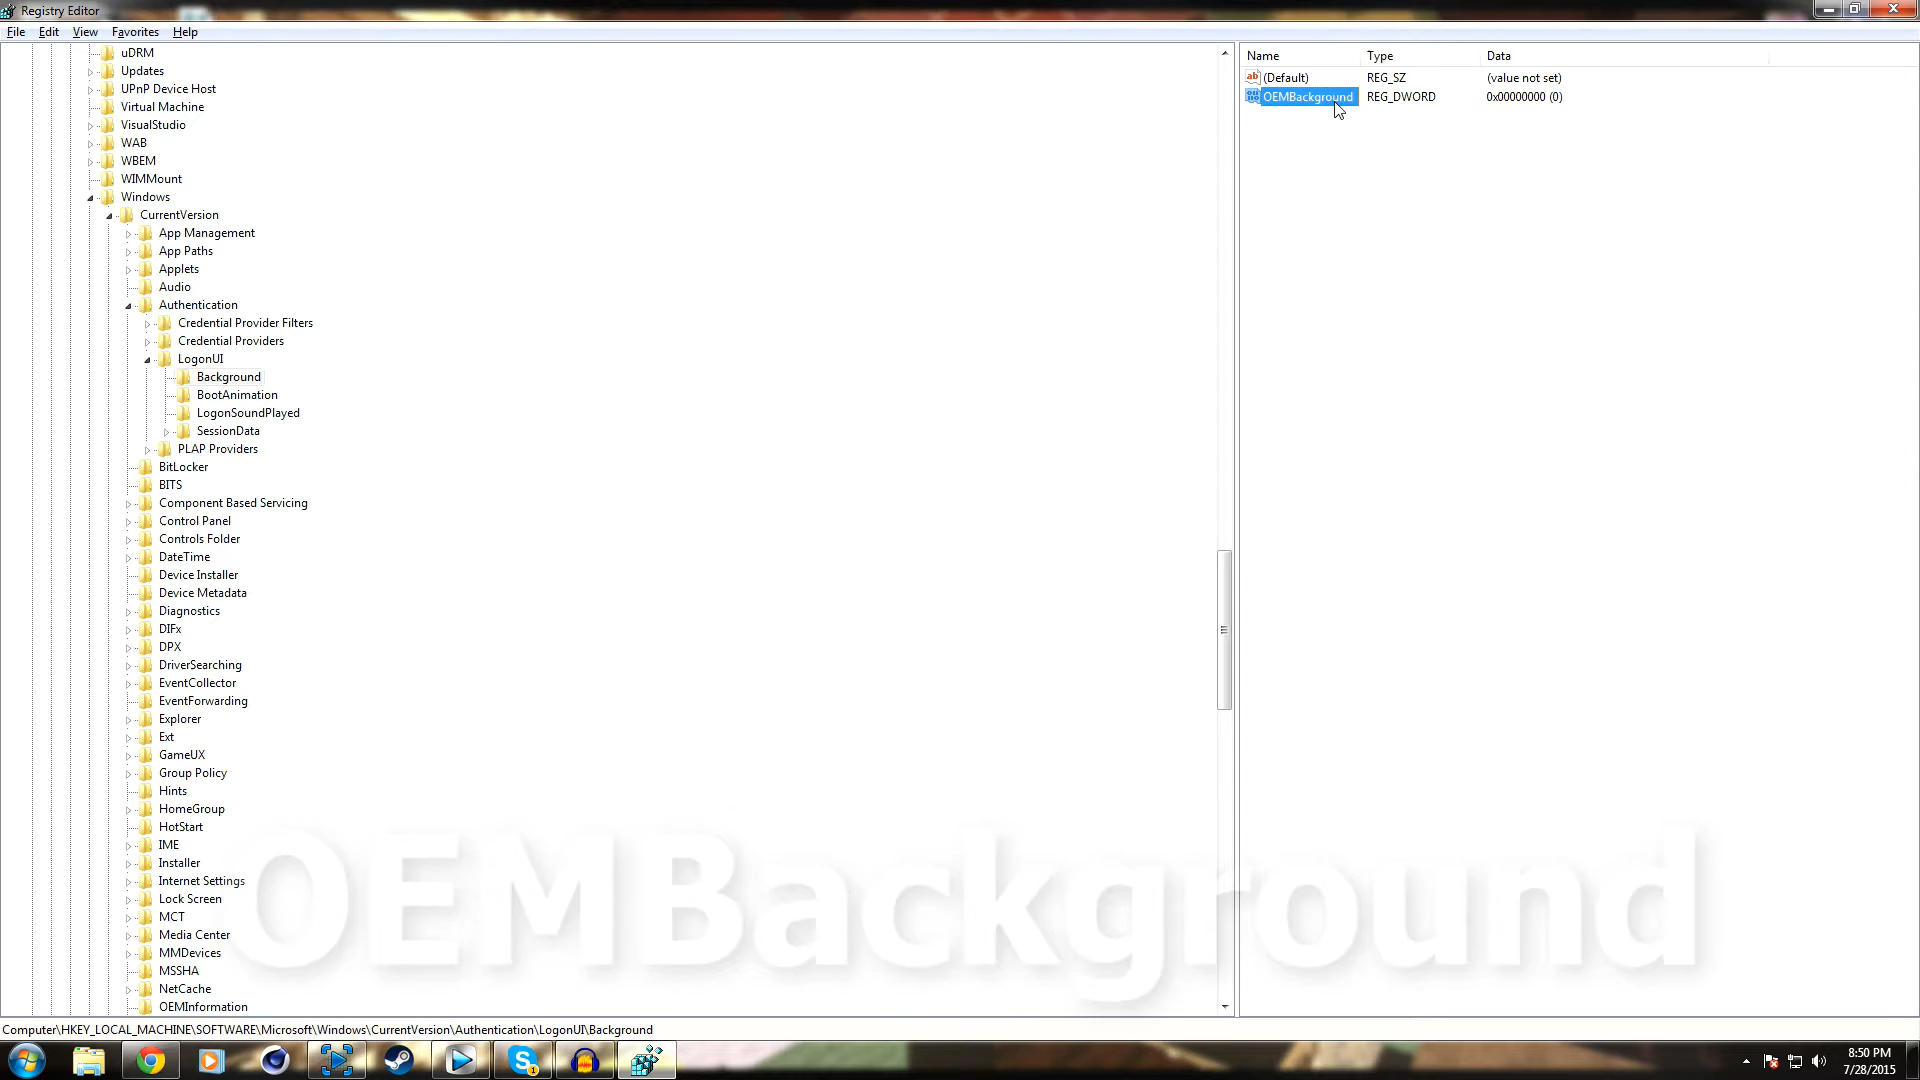 Registry Editor
File Edit View Favorites Help
uDRM
Updates
UPnP Device Host
Virtual Machine
VisualStudio
WAB
WBEM
WIMMount
Windows
CurrentVersion
App Management
App Paths
Applets
Audio
Authentication
Credential Provider Filters
Credential Providers
LogonUI
Background
BootAnimation
LogonSoundPlayed
SessionData
PLAP Providers
BitLocker
BITS
Component Based Servicing
Control Panel
Controls Folder
DateTime
Device Installer
Device Metadata
Diagnostics
DIFx
DPX
DriverSearching
EventCollector
EventForwarding
Explorer
Ext
GameUX
Group Policy
Hints
HomeGroup
HotStart
IME
Installer
Internet Settings
Lock Screen
MCT
Media Center
MMDevices
MSSHA
NetCache
OEMInformation
Name Type Data
(Default) REG_SZ (value not set)
OEMBackground REG_DWORD 0x00000000 (0)
OEMBackground
Computer\HKEY_LOCAL_MACHINE\SOFTWARE\Microsoft\Windows\CurrentVersion\Authentication\LogonUI\Background
8:50 PM
7/28/2015